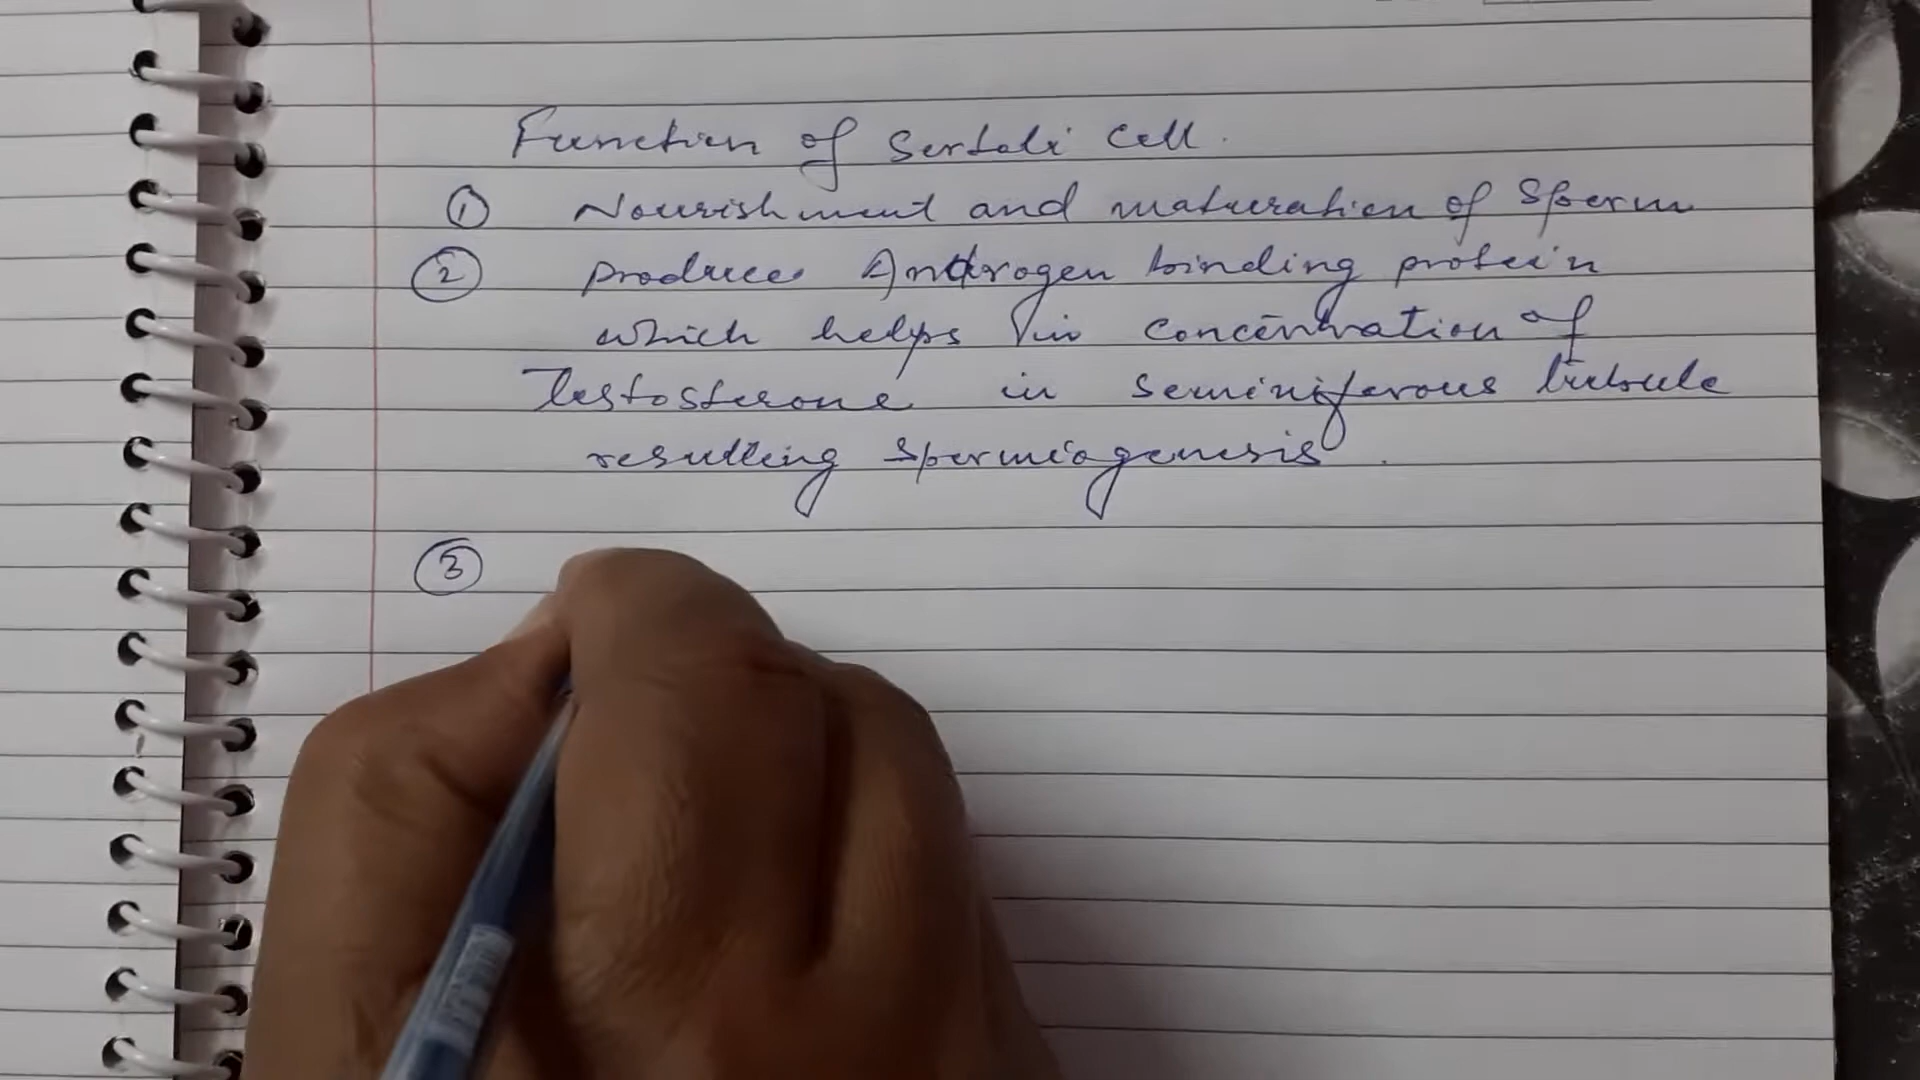 Function of Sertoli Cell.
① Nourishment and maturation of Sperm
② produces Androgen binding protein
which helps in concentration of
Testosterone in seminiferous tubule
resulting spermiogenesis.
③